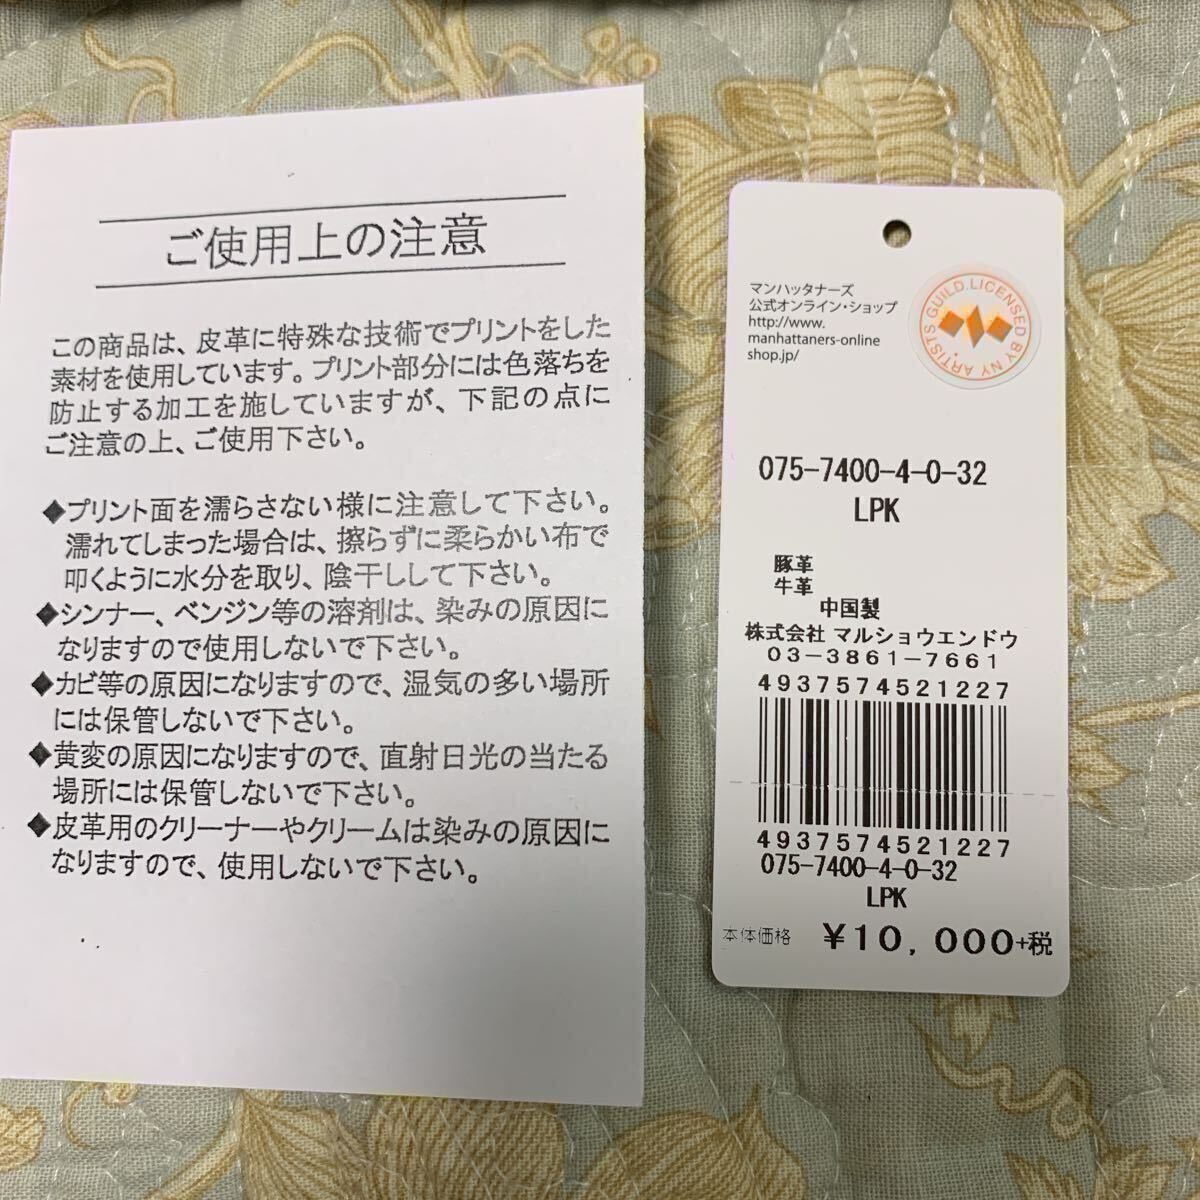 ご使用上の注意
この商品は、皮革に特殊な技術でプリントをした
素材を使用しています。プリント部分には色落ちを
防止する加工を施していますが、下記の点に
ご注意の上、ご使用下さい。
◆プリント面を濡らさない様に注意して下さい。
濡れてしまった場合は、擦らずに柔らかい布で
叩くように水分を取り、陰干しして下さい。
◆シンナー、ベンジン等の溶剤は、染みの原因に
なりますので使用しないで下さい。
◆カビ等の原因になりますので、湿気の多い場所
には保管しないで下さい。
◆黄変の原因になりますので、直射日光の当たる
場所には保管しないで下さい。
◆皮革用のクリーナーやクリームは染みの原因に
なりますので、使用しないで下さい。
マンハッタナーズ
公式オンライン・ショップ
http://www.
manhattaners-online
shop.jp/
GUILD.LICENSED BY NY ARTISTS
075-7400-4-0-32
LPK
豚革
牛革
中国製
株式会社 マルショウエンドウ
03-3861-7661
4937574521227
4937574521227
075-7400-4-0-32
LPK
本体価格 ¥10,000+税